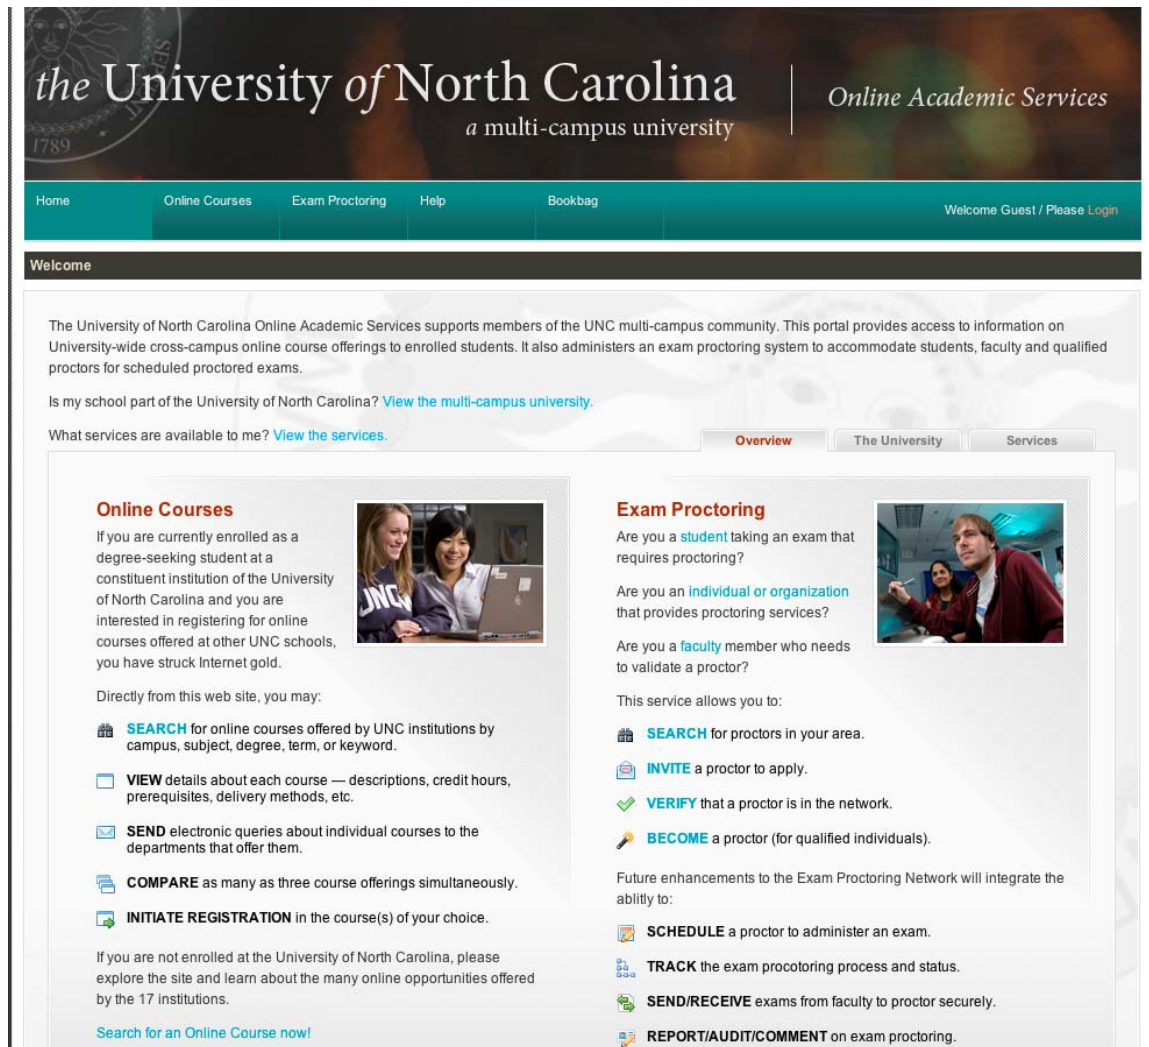 the University of North Carolina
a multi-campus university
Online Academic Services
1789
Home
Online Courses
Exam Proctoring
Help
Bookbag
Welcome Guest / Please Login
Welcome
The University of North Carolina Online Academic Services supports members of the UNC multi-campus community. This portal provides access to information on
University-wide cross-campus online course offerings to enrolled students. It also administers an exam proctoring system to accommodate students, faculty and qualified
proctors for scheduled proctored exams.
Is my school part of the University of North Carolina? View the multi-campus university.
What services are available to me? View the services.
Overview
The University
Services
Online Courses
If you are currently enrolled as a
degree-seeking student at a
constituent institution of the University
of North Carolina and you are
interested in registering for online
courses offered at other UNC schools,
you have struck Internet gold.
UNC
Directly from this web site, you may:
SEARCH for online courses offered by UNC institutions by
campus, subject, degree, term, or keyword.
VIEW details about each course — descriptions, credit hours,
prerequisites, delivery methods, etc.
SEND electronic queries about individual courses to the
departments that offer them.
COMPARE as many as three course offerings simultaneously.
INITIATE REGISTRATION in the course(s) of your choice.
If you are not enrolled at the University of North Carolina, please
explore the site and learn about the many online opportunities offered
by the 17 institutions.
Search for an Online Course now!
Exam Proctoring
Are you a student taking an exam that
requires proctoring?
Are you an individual or organization
that provides proctoring services?
Are you a faculty member who needs
to validate a proctor?
This service allows you to:
SEARCH for proctors in your area.
INVITE a proctor to apply.
VERIFY that a proctor is in the network.
BECOME a proctor (for qualified individuals).
Future enhancements to the Exam Proctoring Network will integrate the
ablitly to:
SCHEDULE a proctor to administer an exam.
TRACK the exam procotoring process and status.
SEND/RECEIVE exams from faculty to proctor securely.
REPORT/AUDIT/COMMENT on exam proctoring.